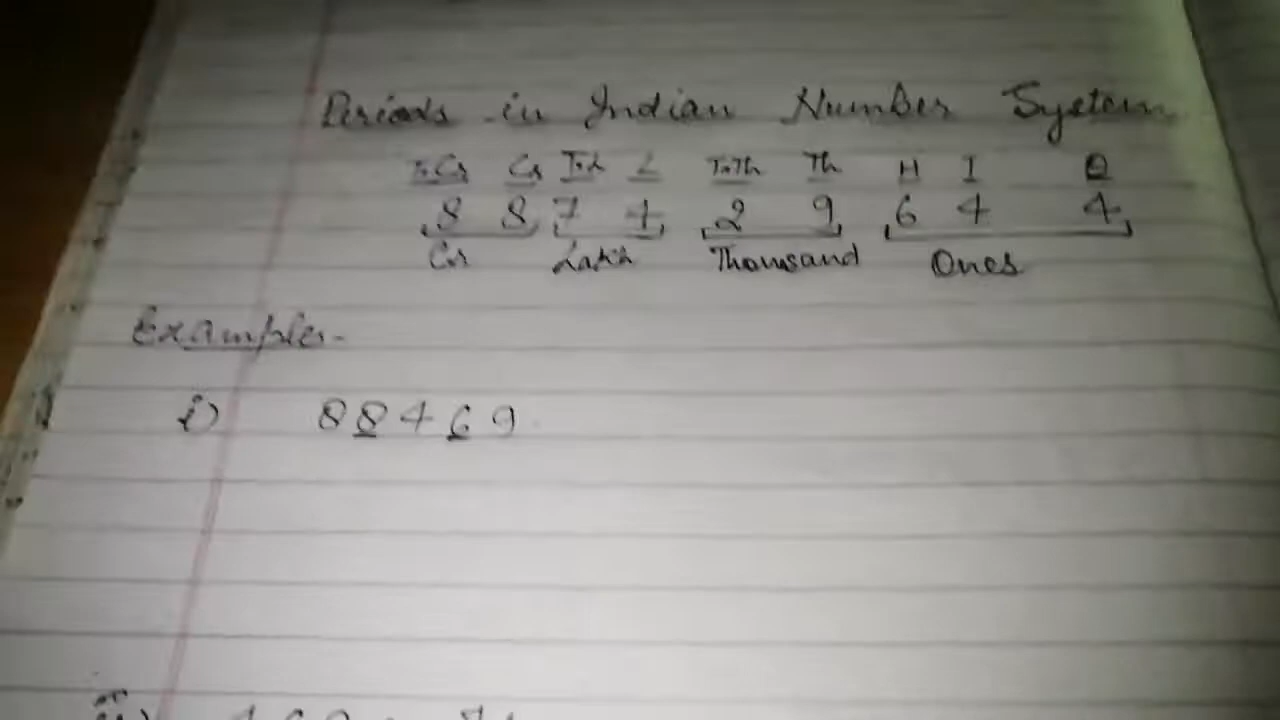 Periods in Indian Number System
T.Cr Cr T.L L T.Th Th H T O
8 8 7 1 2 9 6 4 4
Cr Lakh Thousand Ones
Examples-
i) 88469